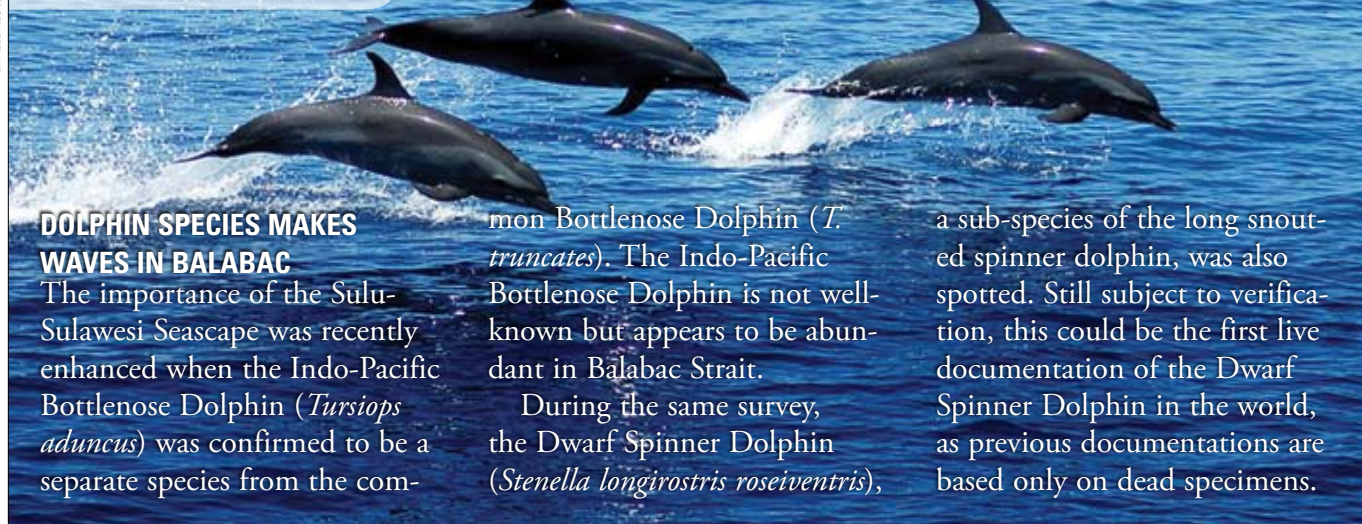 DOLPHIN SPECIES MAKES
WAVES IN BALABAC
The importance of the Sulu-
Sulawesi Seascape was recently
enhanced when the Indo-Pacific
Bottlenose Dolphin (Tursiops
aduncus) was confirmed to be a
separate species from the com-
mon Bottlenose Dolphin (T.
truncates). The Indo-Pacific
Bottlenose Dolphin is not well-
known but appears to be abun-
dant in Balabac Strait.
During the same survey,
the Dwarf Spinner Dolphin
(Stenella longirostris roseiventris),
a sub-species of the long snout-
ed spinner dolphin, was also
spotted. Still subject to verifica-
tion, this could be the first live
documentation of the Dwarf
Spinner Dolphin in the world,
as previous documentations are
based only on dead specimens.